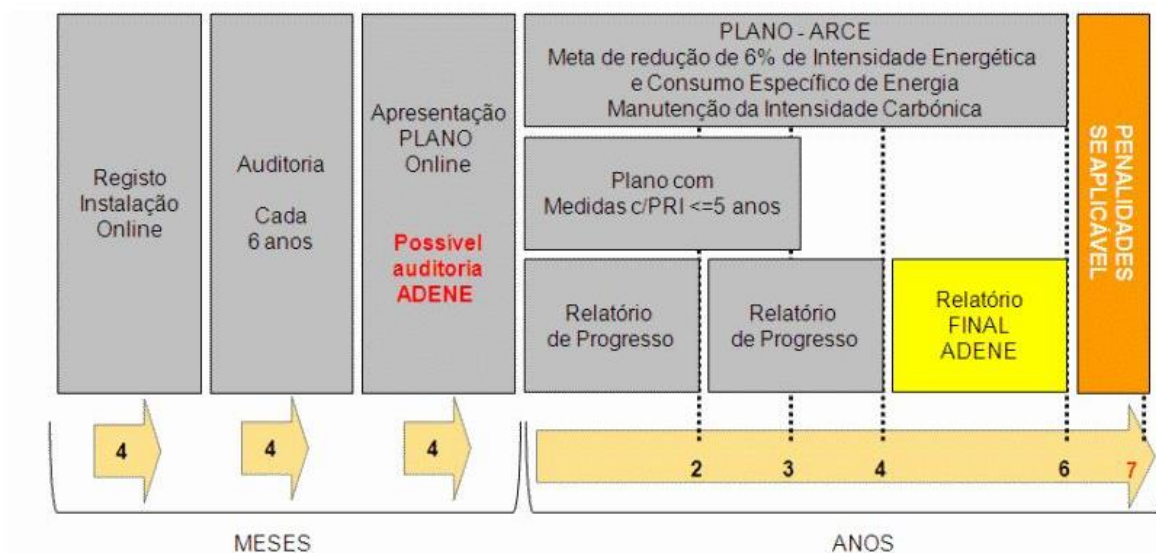 Registo
Instalação
Online
Auditoria
Cada
6 anos
Apresentação
PLANO
Online
Possível
auditoria
ADENE
PLANO - ARCE
Meta de redução de 6% de Intensidade Energética
e Consumo Específico de Energia
Manutenção da Intensidade Carbónica
Plano com
Medidas c/PRI <=5 anos
Relatório
de Progresso
Relatório
de Progresso
Relatório
FINAL
ADENE
PENALIDADES
SE APLICÁVEL
4
4
4
2
3
4
6
7
MESES
ANOS